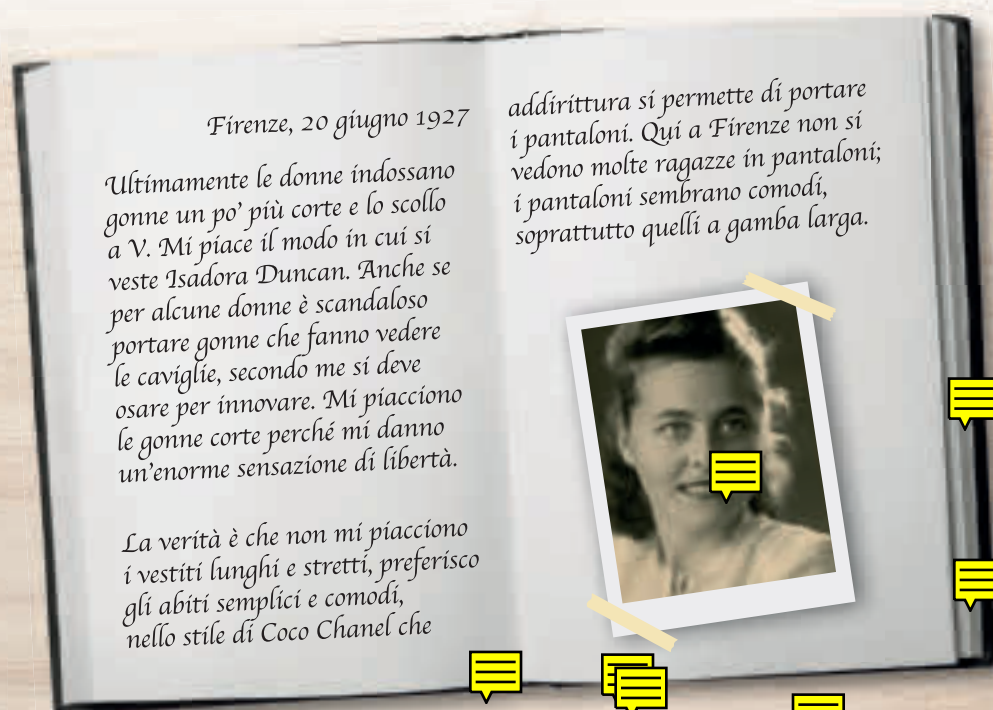 Firenze, 20 giugno 1927
Ultimamente le donne indossano
gonne un po' più corte e lo scollo
a V. Mi piace il modo in cui si
veste Isadora Duncan. Anche se
per alcune donne è scandaloso
portare gonne che fanno vedere
le caviglie, secondo me si deve
osare per innovare. Mi piacciono
le gonne corte perché mi danno
un'enorme sensazione di libertà.
La verità è che non mi piacciono
i vestiti lunghi e stretti, preferisco
gli abiti semplici e comodi,
nello stile di Coco Chanel che
addirittura si permette di portare
i pantaloni. Qui a Firenze non si
vedono molte ragazze in pantaloni;
i pantaloni sembrano comodi,
soprattutto quelli a gamba larga.